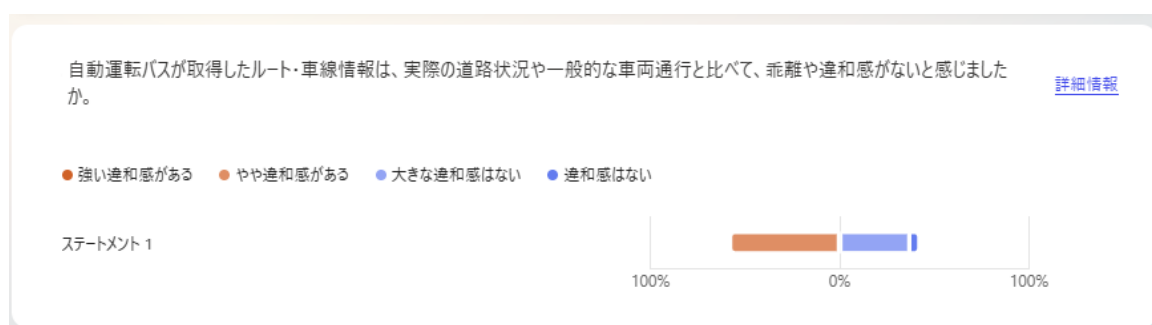 自動運転バスが取得したルート・車線情報は、実際の道路状況や一般的な車両通行と比べて、乖離や違和感がないと感じました
か。
詳細情報
強い違和感がある やや違和感がある 大きな違和感はない 違和感はない
ステートメント 1
100% 0% 100%